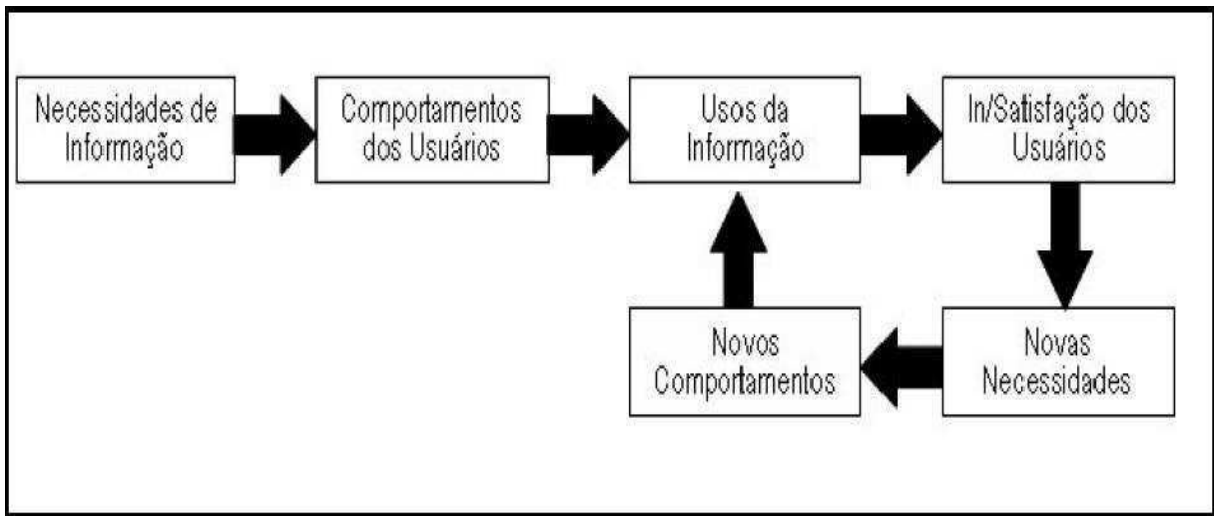 Necessidades de
Informação
Comportamentos
dos Usuários
Usos da
Informação
In/Satisfação dos
Usuários
Novos
Comportamentos
Novas
Necessidades